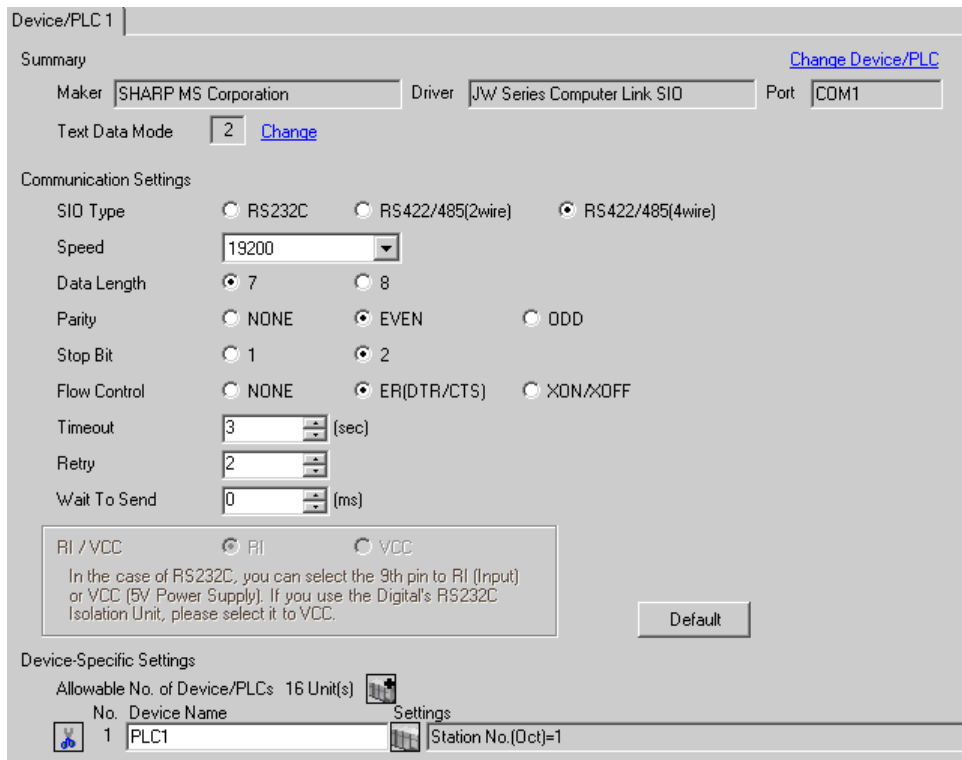 Device/PLC 1
Summary Change Device/PLC
Maker SHARP MS Corporation Driver JW Series Computer Link SIO Port COM1
Text Data Mode 2 Change
Communication Settings
SIO Type RS232C RS422/485(2wire) RS422/485(4wire)
Speed 19200
Data Length 7 8
Parity NONE EVEN ODD
Stop Bit 1 2
Flow Control NONE ER(DTR/CTS) XON/XOFF
Timeout 3 (sec)
Retry 2
Wait To Send 0 (ms)
RI / VCC RI VCC
In the case of RS232C, you can select the 9th pin to RI (Input)
or VCC (5V Power Supply). If you use the Digital's RS232C
Isolation Unit, please select it to VCC.
Default
Device-Specific Settings
Allowable No. of Device/PLCs 16 Unit(s)
No. Device Name Settings
1 PLC1 Station No.(Oct)=1